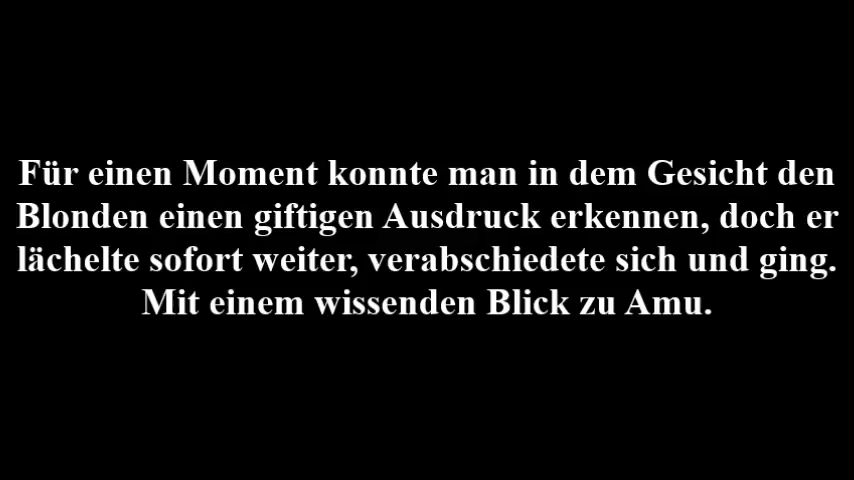 Für einen Moment konnte man in dem Gesicht den
Blonden einen giftigen Ausdruck erkennen, doch er
lächelte sofort weiter, verabschiedete sich und ging.
Mit einem wissenden Blick zu Amu.